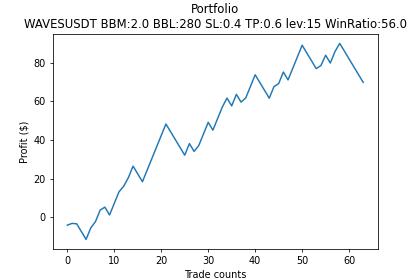 Portfolio
WAVESUSDT BBM:2.0 BBL:280 SL:0.4 TP:0.6 lev:15 WinRatio:56.0
Profit ($)
80
60
40
20
0
0 10 20 30 40 50 60
Trade counts